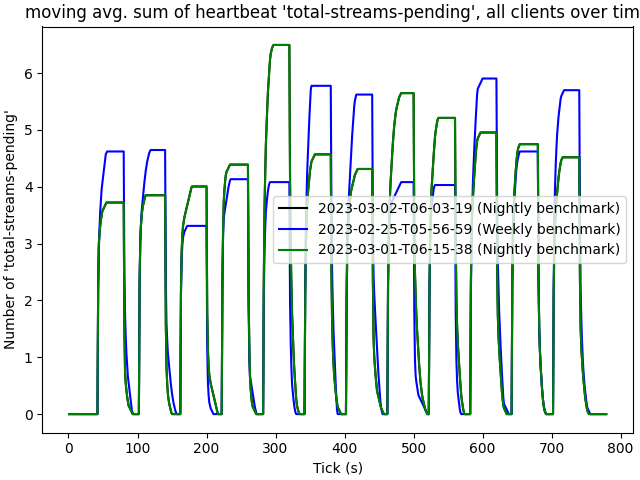 moving avg. sum of heartbeat 'total-streams-pending', all clients over tim
Number of 'total-streams-pending'
6
5
4
3
2
1
0
2023-03-02-T06-03-19 (Nightly benchmark)
2023-02-25-T05-56-59 (Weekly benchmark)
2023-03-01-T06-15-38 (Nightly benchmark)
0 100 200 300 400 500 600 700 800
Tick (s)